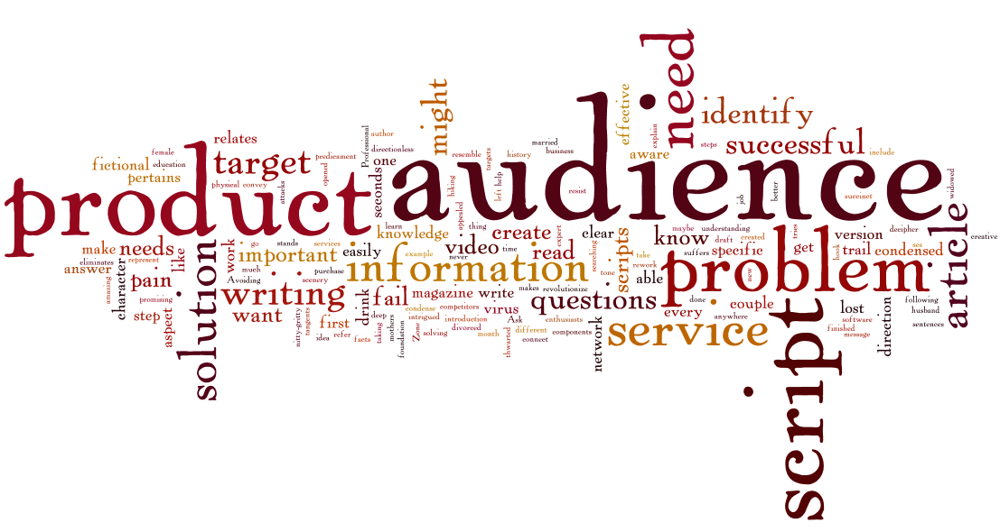 product
audience
need
script
problem
information
solution
service
article
writing
target
successful
identify
might
effective
aware
explain
steps
include
important
questions
scripts
relates
female
fictional
education
pertains
physical
convey
attacks
opened
predicament
Professional
author
directionless
one
seconds
resemble
thing
hiking
appealed
targets
left
help
history
married
business
resist
job
better
succinct
widowed
creative
make
needs
answer
eliminates
represent
amazing
character
pain
like
promising
step
aspect
work
go
stands
services
much
Avoiding
purchase
scenery
easily
learn
knowledge
example
never
video
time
create
read
expert
clear
searching
tone
take
rework
able
know
maybe
understanding
suffers
draft
created
specific
new
traits
get
hook
version
trail
decipher
sea
condensed
want
nitty-gritty
tangents
first
idea
refer
facts
drink
fail
deep
taking
mothers
foundation
magazine
condense
competitors
intrigued
introduction
Zone
solving
divorced
write
makes
revolutionize
virus
Ask
month
thwarted
different
connect
enthusiasts
components
network
every
done
anywhere
couple
lost
software
finished
message
direction
following
husband
sentences